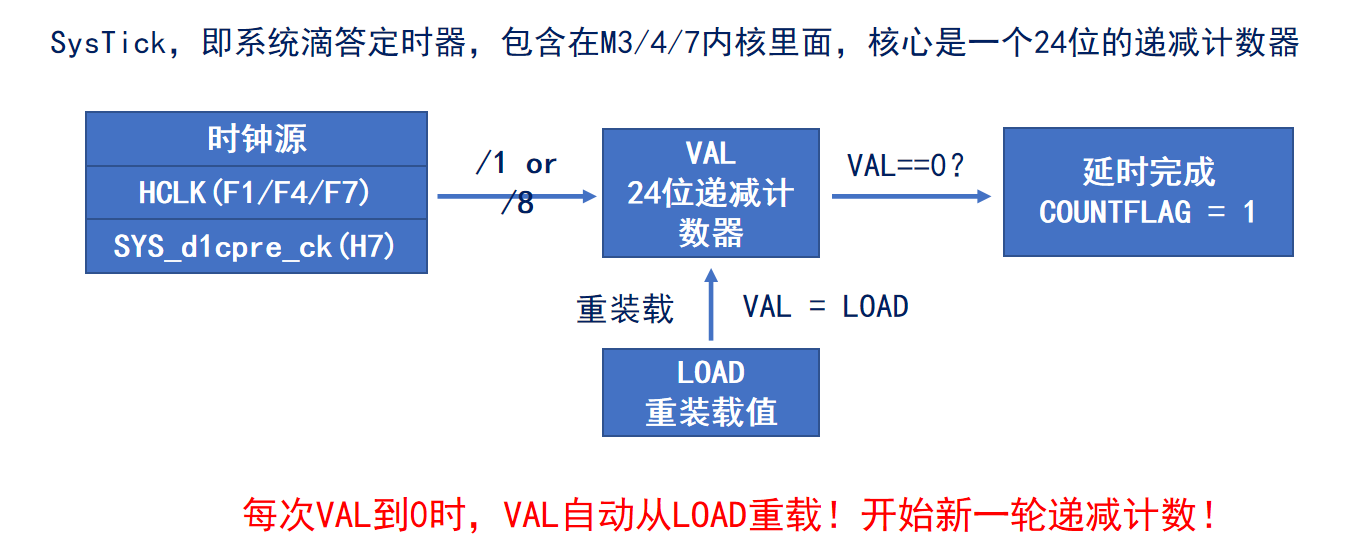 SysTick，即系统滴答定时器，包含在M3/4/7内核里面，核心是一个24位的递减计数器
时钟源
HCLK(F1/F4/F7)
SYS_d1cpre_ck(H7)
/1 or
/8
VAL
24位递减计
数器
VAL==0？
延时完成
COUNTFLAG = 1
重装载
VAL = LOAD
LOAD
重装载值
每次VAL到0时，VAL自动从LOAD重载！开始新一轮递减计数！